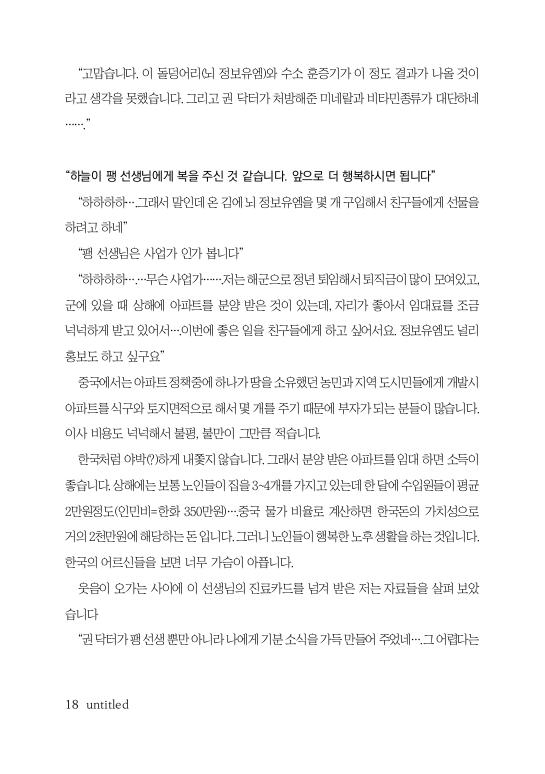 “고맙습니다. 이 돌덩어리(뇌 정보유엠)와 수소 훈증기가 이 정도 결과가 나올 것이
라고 생각을 못했습니다. 그리고 권 닥터가 처방해준 미네랄과 비타민종류가 대단하네
…….”
“하늘이 팽 선생님에게 복을 주신 것 같습니다. 앞으로 더 행복하시면 됩니다”
“하하하하….그래서 말인데 온 김에 뇌 정보유엠을 몇 개 구입해서 친구들에게 선물을
하려고 하네”
“팽 선생님은 사업가 인가 봅니다”
“하하하하….…무슨 사업가…….저는 해군으로 정년 퇴임해서 퇴직금이 많이 모여있고,
군에 있을 때 상해에 아파트를 분양 받은 것이 있는데, 자리가 좋아서 임대료를 조금
넉넉하게 받고 있어서….이번에 좋은 일을 친구들에게 하고 싶어서요. 정보유엠도 널리
홍보도 하고 싶구요”
중국에서는 아파트 정책중에 하나가 땅을 소유했던 농민과 지역 도시민들에게 개발시
아파트를 식구와 토지면적으로 해서 몇 개를 주기 때문에 부자가 되는 분들이 많습니다.
이사 비용도 넉넉해서 불평, 불만이 그만큼 적습니다.
한국처럼 야박(?)하게 내쫓지 않습니다. 그래서 분양 받은 아파트를 임대 하면 소득이
좋습니다. 상해에는 보통 노인들이 집을 3~4개를 가지고 있는데 한 달에 수입원들이 평균
2만원정도(인민비=한화 350만원)….중국 물가 비율로 계산하면 한국돈의 가치성으로
거의 2천만원에 해당하는 돈 입니다. 그러니 노인들이 행복한 노후 생활을 하는 것입니다.
한국의 어르신들을 보면 너무 가슴이 아픕니다.
웃음이 오가는 사이에 이 선생님의 진료카드를 넘겨 받은 저는 자료들을 살펴 보았
습니다
“권 닥터가 팽 선생 뿐만 아니라 나에게 기분 소식을 가득 만들어 주었네….그 어렵다는
18 untitled